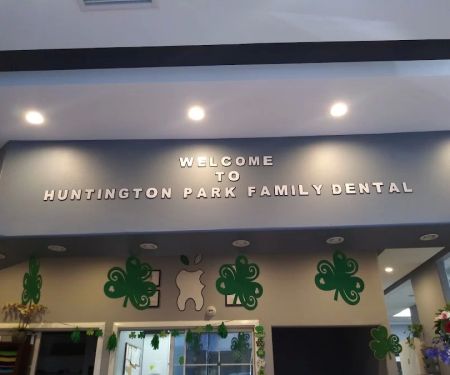 WELCOME
TO
HUNTINGTON PARK FAMILY DENTAL